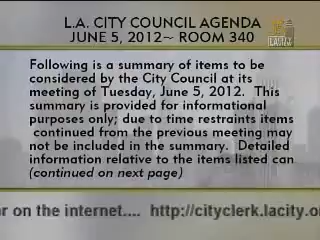 L.A. CITY COUNCIL AGENDA
JUNE 5, 2012~ ROOM 340
Following is a summary of items to be
considered by the City Council at its
meeting of Tuesday, June 5, 2012.  This
summary is provided for informational
purposes only; due to time restraints items
continued from the previous meeting may
not be included in the summary.  Detailed
information relative to the items listed can
(continued on next page)
or on the internet....  http://cityclerk.lacity.o